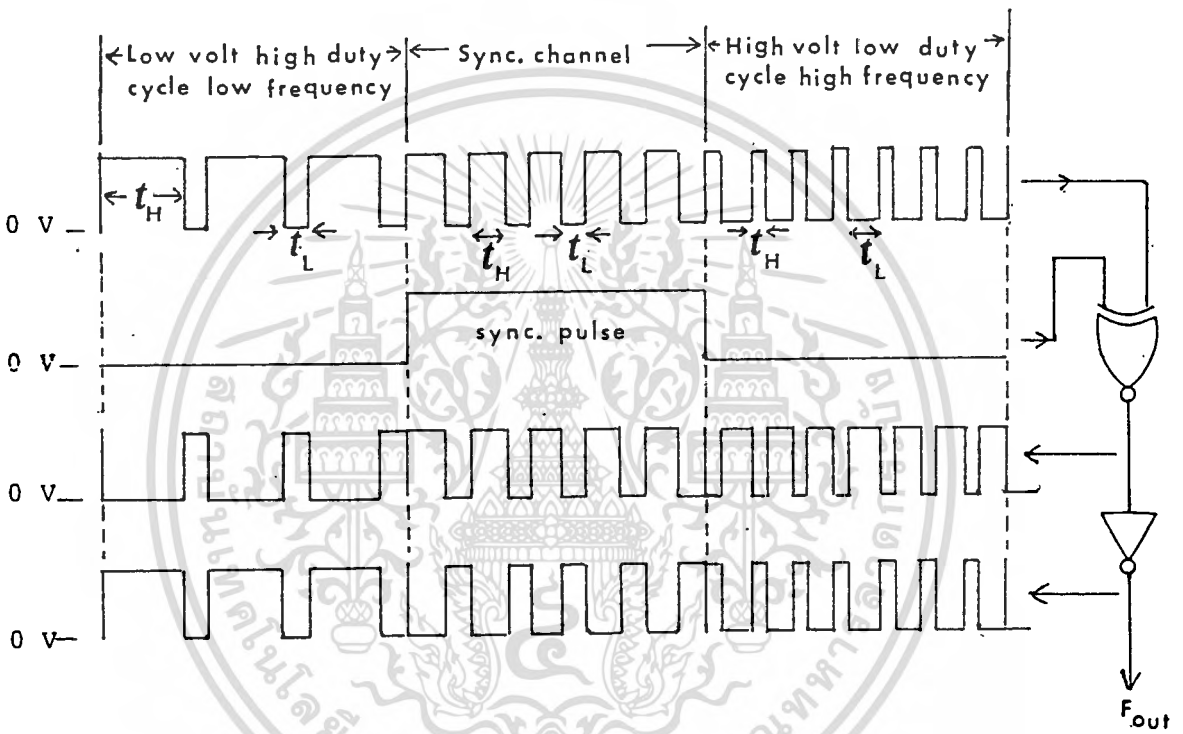 Low volt high duty
cycle low frequency
Sync. channel
High volt low duty
cycle high frequency
t_H
0 V
t_L
t_H
t_L
t_H
t_L
sync. pulse
0 V
0 V
0 V
F_out